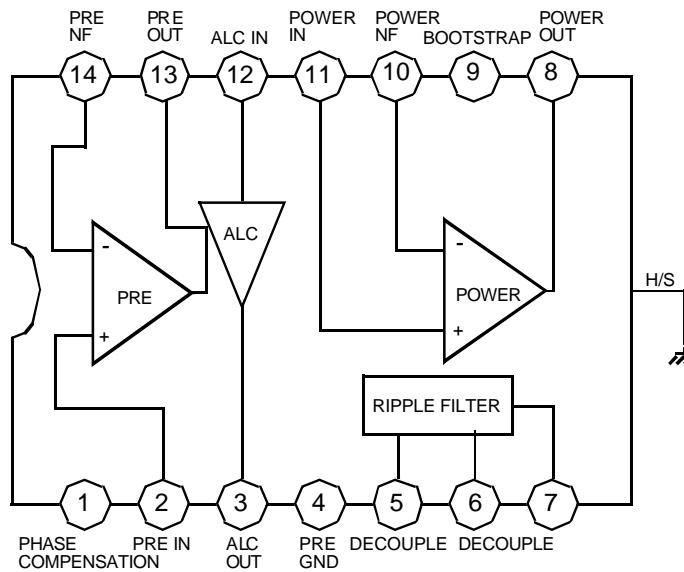 PRE
NF
PRE
OUT
ALC IN
POWER
IN
POWER
NF
BOOTSTRAP
POWER
OUT
14
13
12
11
10
9
8
ALC
-
PRE
+
-
POWER
+
H/S
RIPPLE FILTER
1
2
3
4
5
6
7
PHASE
COMPENSATION
PRE IN
ALC
OUT
PRE
GND
DECOUPLE
DECOUPLE